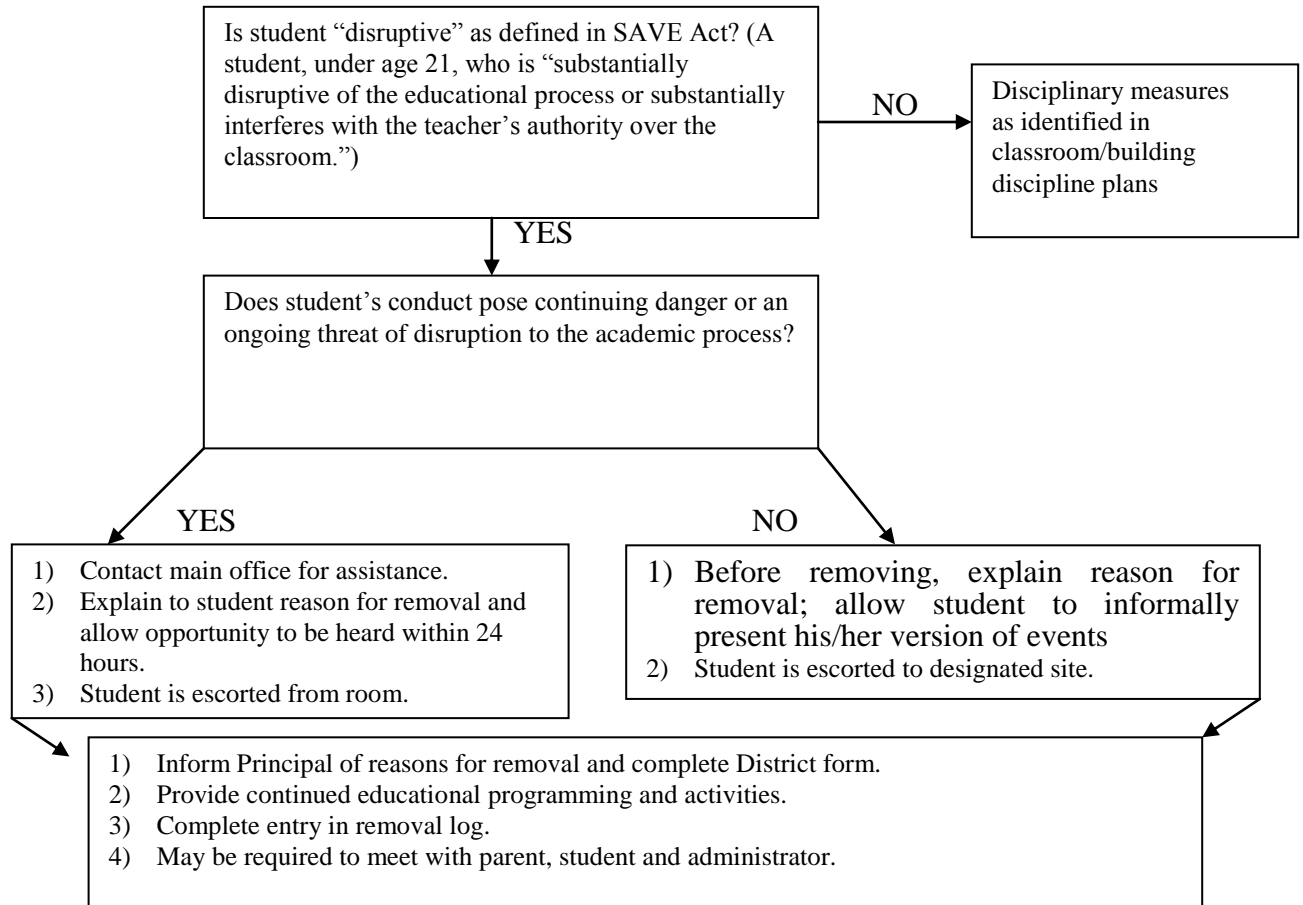 Is student “disruptive” as defined in SAVE Act? (A
student, under age 21, who is “substantially
disruptive of the educational process or substantially
interferes with the teacher’s authority over the
classroom.”)
NO
Disciplinary measures
as identified in
classroom/building
discipline plans
YES
Does student’s conduct pose continuing danger or an
ongoing threat of disruption to the academic process?
YES
NO
1) Contact main office for assistance.
2) Explain to student reason for removal and
allow opportunity to be heard within 24
hours.
3) Student is escorted from room.
1) Before removing, explain reason for
removal; allow student to informally
present his/her version of events
2) Student is escorted to designated site.
1) Inform Principal of reasons for removal and complete District form.
2) Provide continued educational programming and activities.
3) Complete entry in removal log.
4) May be required to meet with parent, student and administrator.